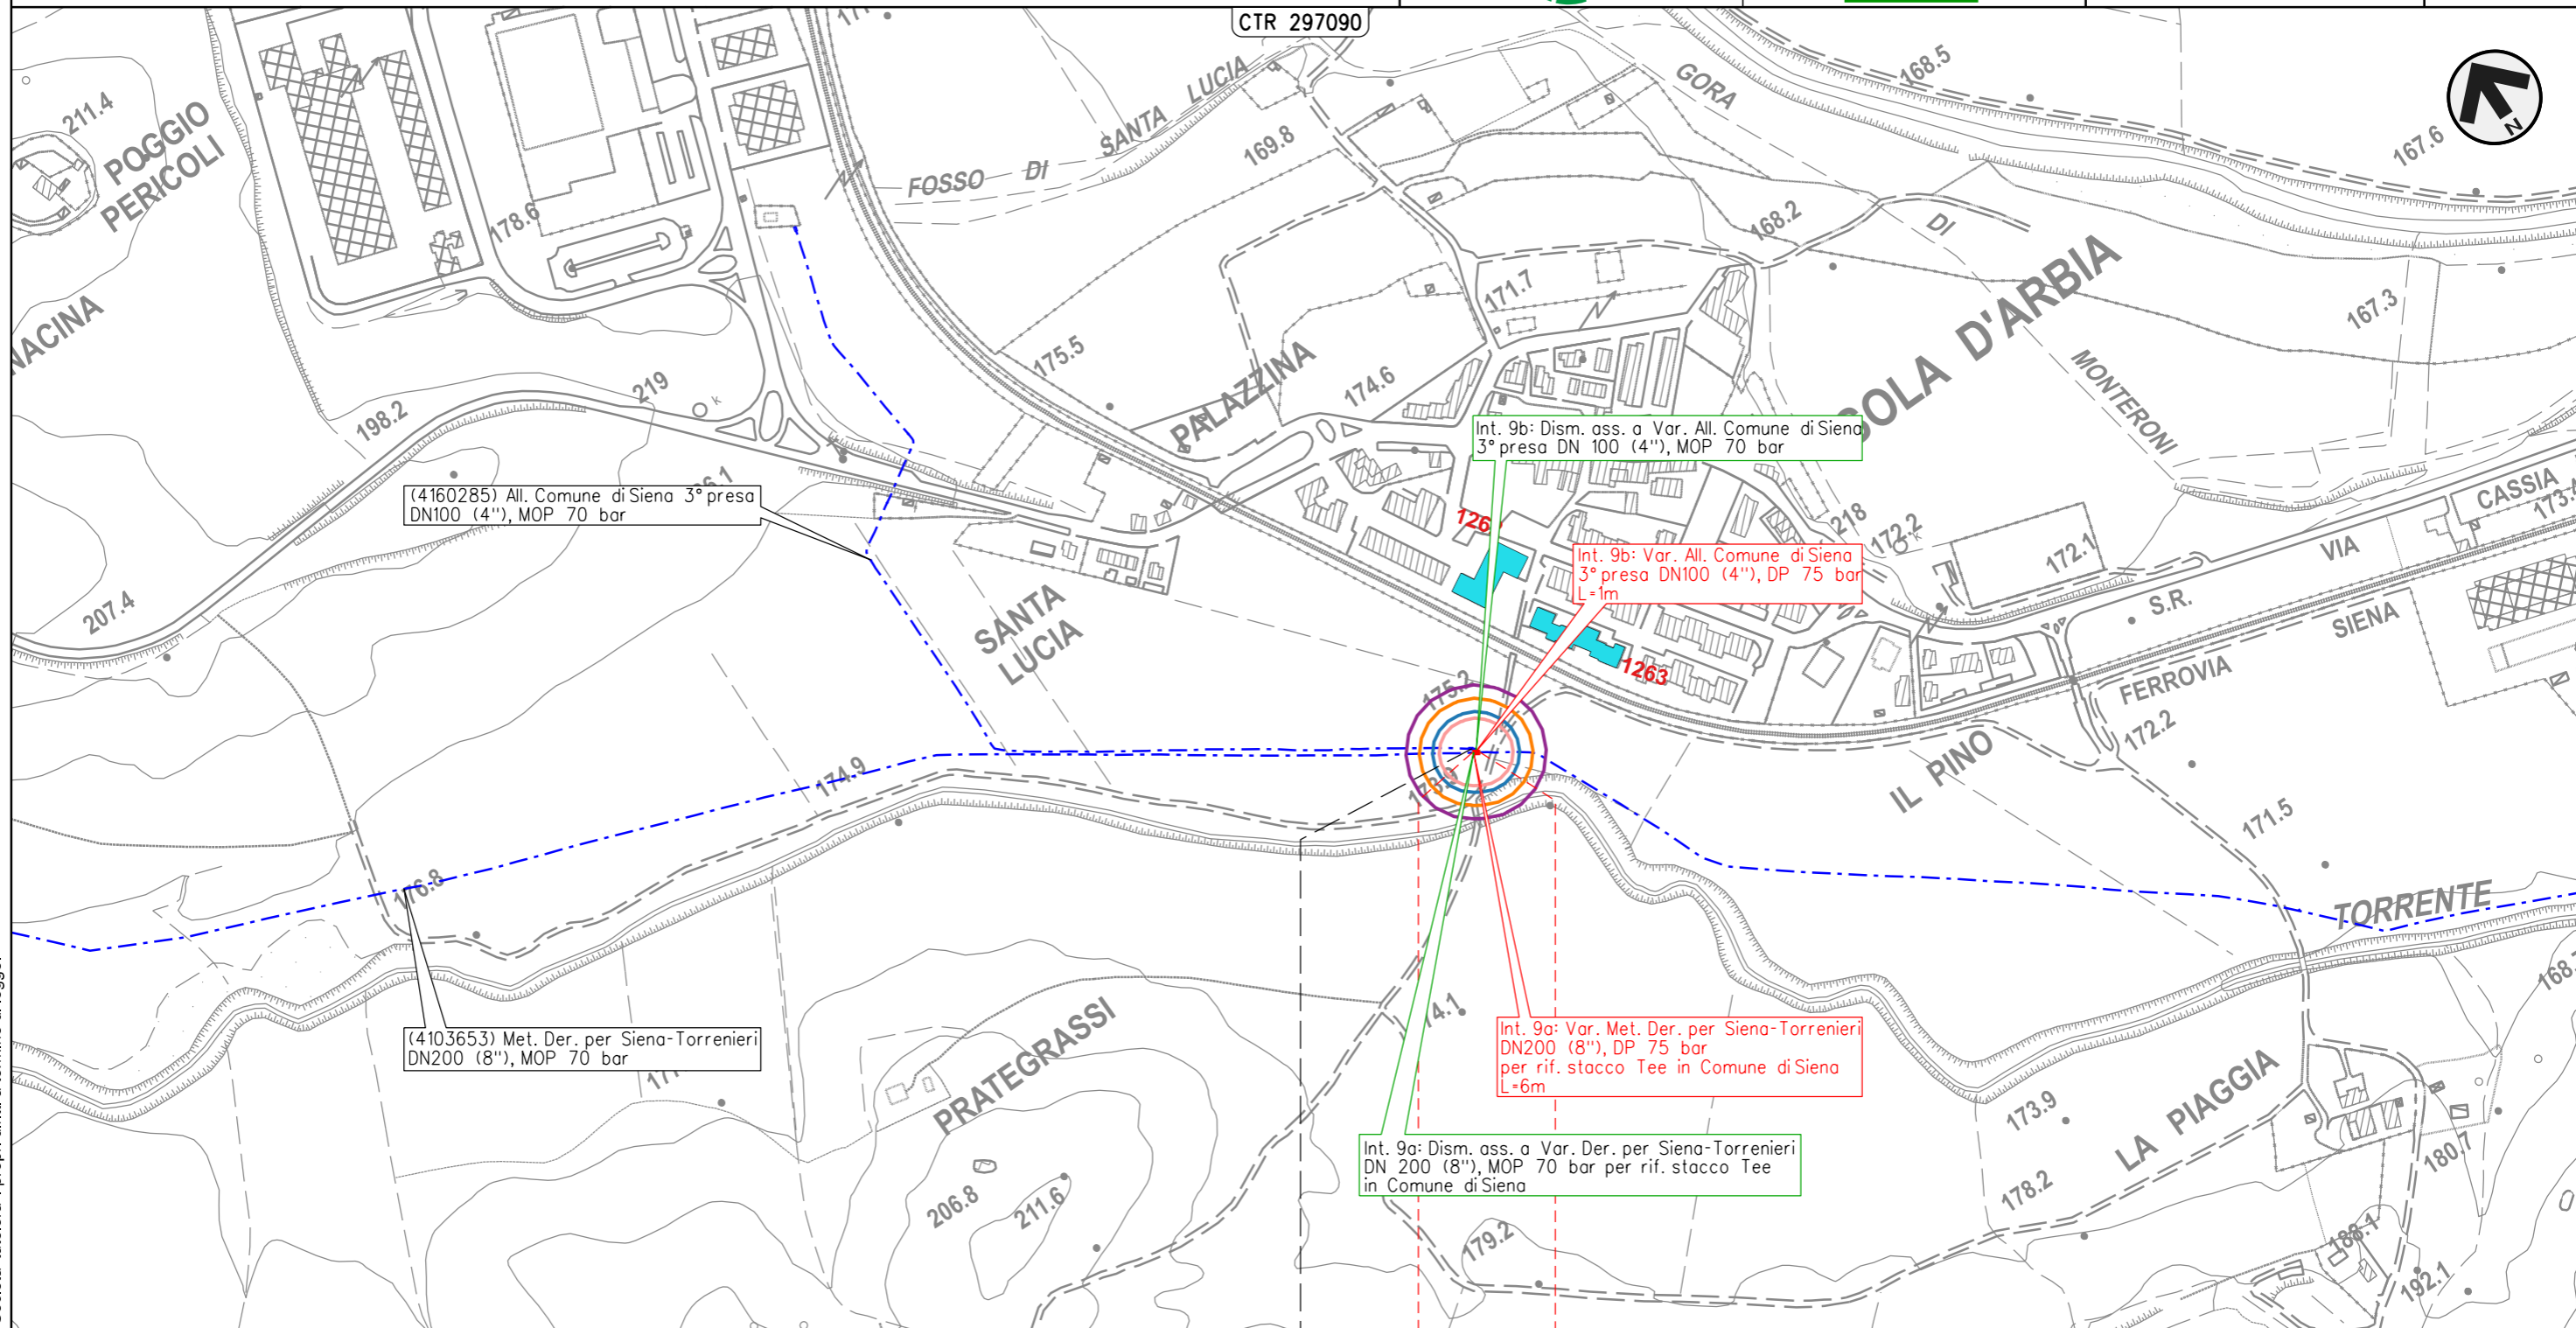 CTR 297090
N
211.4
POGGIO
PERICOLI
178.6
FOSSO DI SANTA LUCIA
169.8
GORA DI MONTERONI
168.5
167.6
168.2
171.7
167.3
175.5
PALAZZINA
174.6
219
k
198.2
207.4
Int. 9b: Dism. ass. a Var. All. Comune di Siena
3° presa DN 100 (4"), MOP 70 bar
(4160285) All. Comune di Siena 3° presa
DN100 (4"), MOP 70 bar
Int. 9b: Var. All. Comune di Siena
3° presa DN100 (4"), DP 75 bar
L=1m
1263
218
k
172.2
172.1
S.R.
VIA
CASSIA
FERROVIA
SIENA
172.2
SANTA
LUCIA
175.2
174.9
176.8
IL PINO
171.5
TORRENTE
(4103653) Met. Der. per Siena-Torrenieri
DN200 (8"), MOP 70 bar
PRATEGRASSI
Int. 9a: Var. Met. Der. per Siena-Torrenieri
DN200 (8"), DP 75 bar
per rif. stacco Tee in Comune di Siena
L=6m
Int. 9a: Dism. ass. a Var. Der. per Siena-Torrenieri
DN 200 (8"), MOP 70 bar per rif. stacco Tee
in Comune di Siena
206.8
211.6
179.2
173.9
LA PIAGGIA
178.2
180.7
188.1
192.1